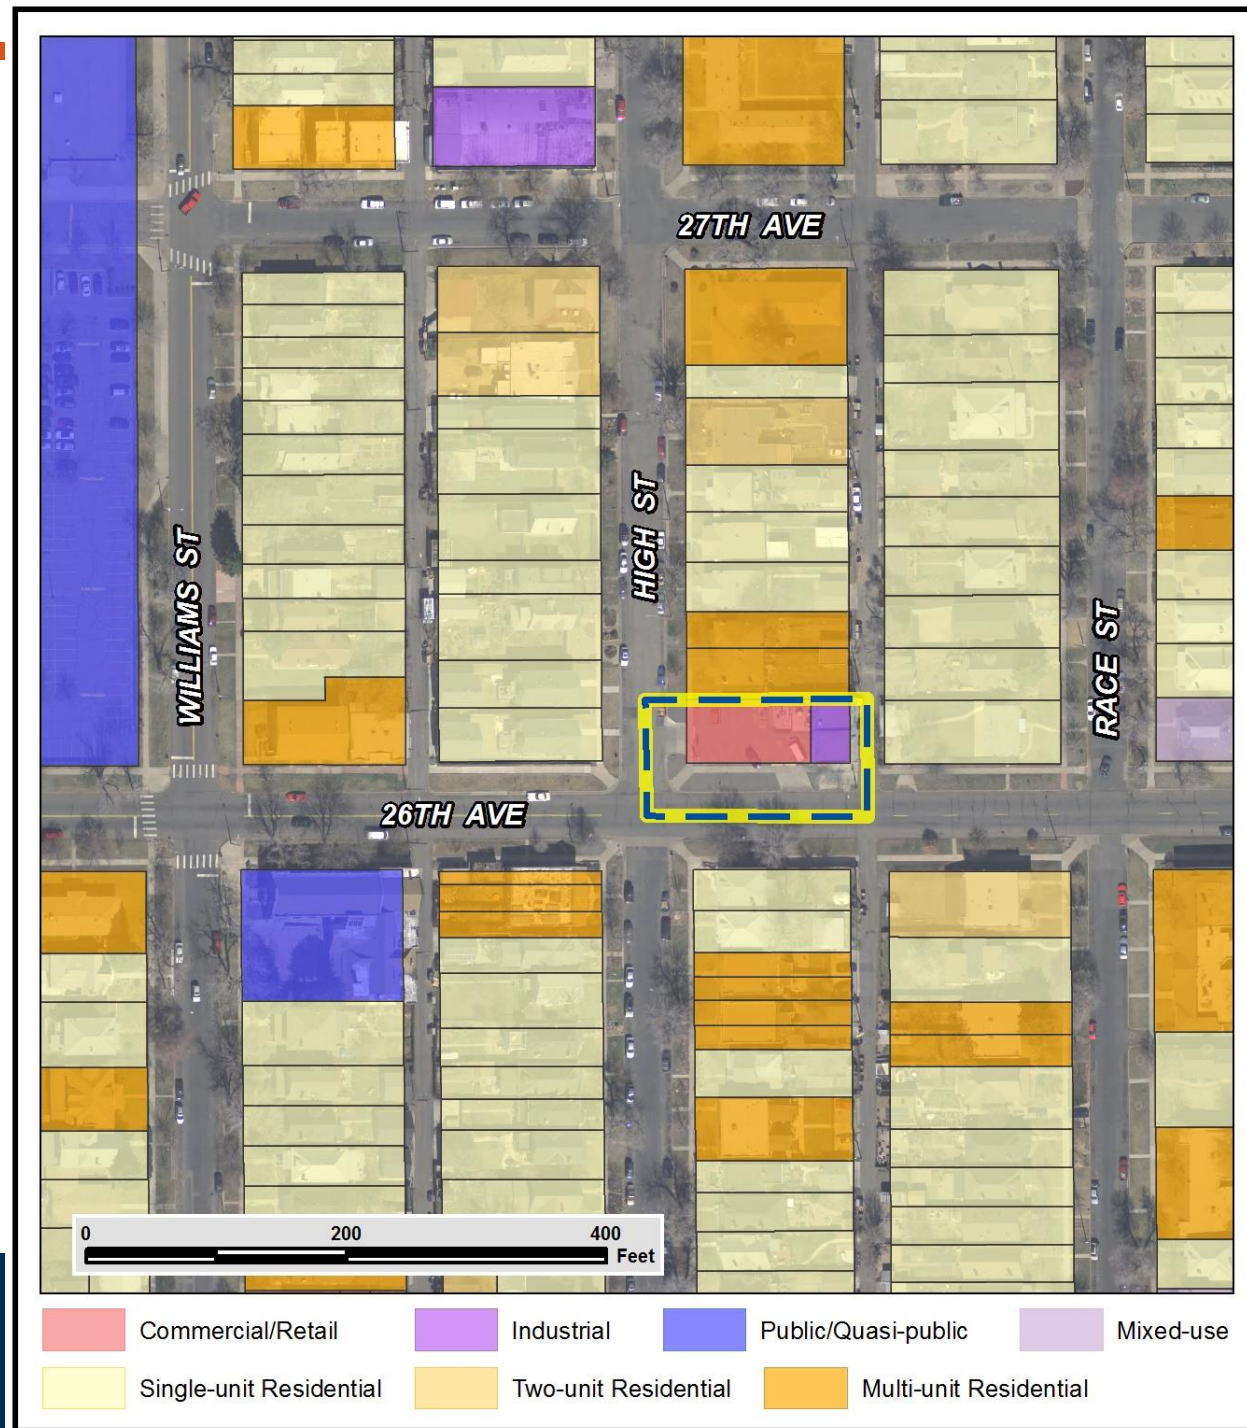 27TH AVE
HIGH ST
WILLIAMS ST
RACE ST
26TH AVE
0 200 400
Feet
Commercial/Retail Industrial Public/Quasi-public Mixed-use
Single-unit Residential Two-unit Residential Multi-unit Residential